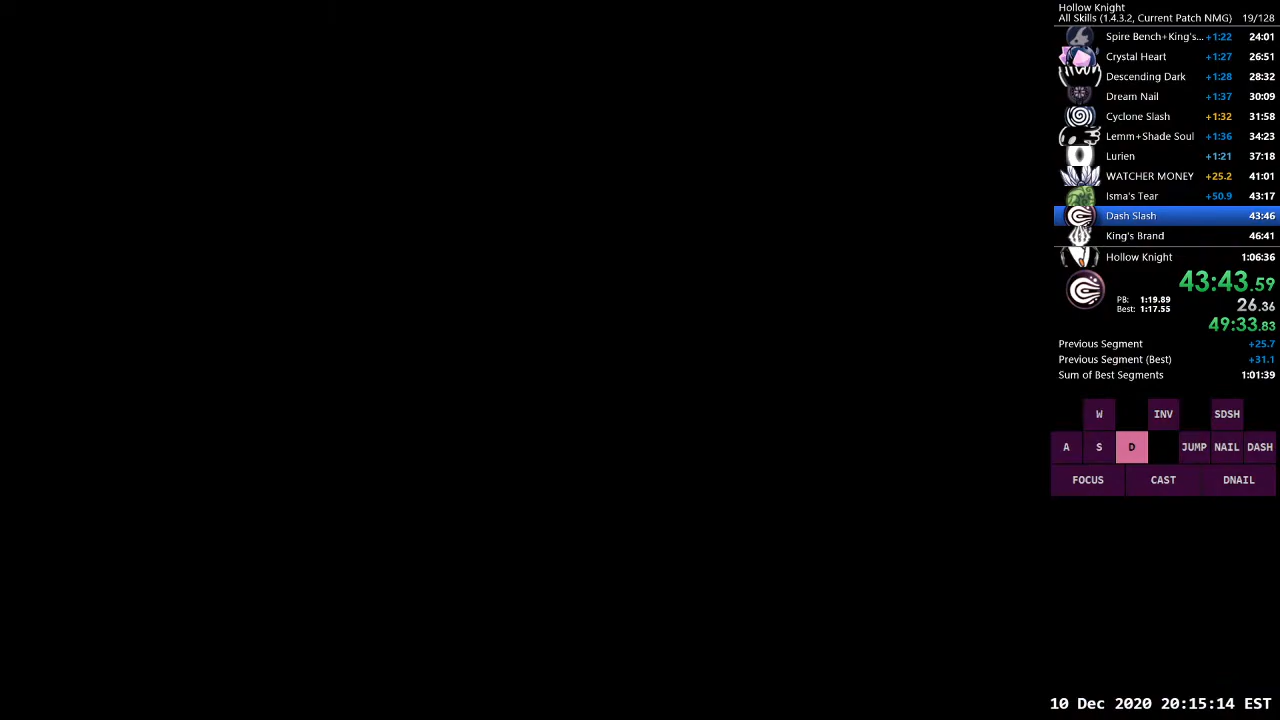 Hollow Knight
All Skills (1.4.3.2, Current Patch NMG) 19/128
Spire Bench+King's... +1:22 24:01
Crystal Heart +1:27 26:51
Descending Dark +1:28 28:32
Dream Nail +1:37 30:09
Cyclone Slash +1:32 31:58
Lemm+Shade Soul +1:36 34:23
Lurien +1:21 37:18
WATCHER MONEY +25.2 41:01
Isma's Tear +50.9 43:17
Dash Slash 43:46
King's Brand 46:41
Hollow Knight 1:06:36
43:43.59
PB: 1:19.89 26.36
Best: 1:17.55
49:33.83
Previous Segment +25.7
Previous Segment (Best) +31.1
Sum of Best Segments 1:01:39
W INV SDSH
A S D JUMP NAIL DASH
FOCUS CAST DNAIL
10 Dec 2020 20:15:14 EST